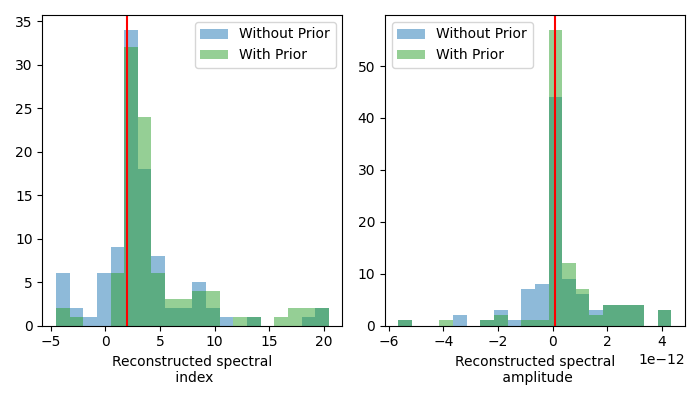 35
30
25
20
15
10
5
0
−5
0
5
10
15
20
Without Prior
With Prior
Reconstructed spectral
index
50
40
30
20
10
0
−6
−4
−2
0
2
4
1e−12
Without Prior
With Prior
Reconstructed spectral
amplitude